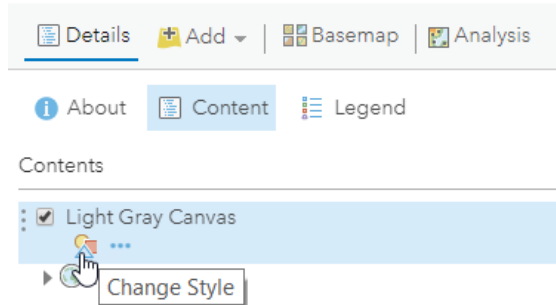 Details Add Basemap Analysis
About Content Legend
Contents
Light Gray Canvas
Change Style